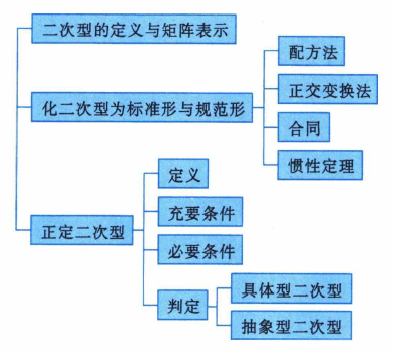 二次型的定义与矩阵表示
化二次型为标准形与规范形
配方法
正交变换法
合同
惯性定理
正定二次型
定义
充要条件
必要条件
判定
具体型二次型
抽象型二次型